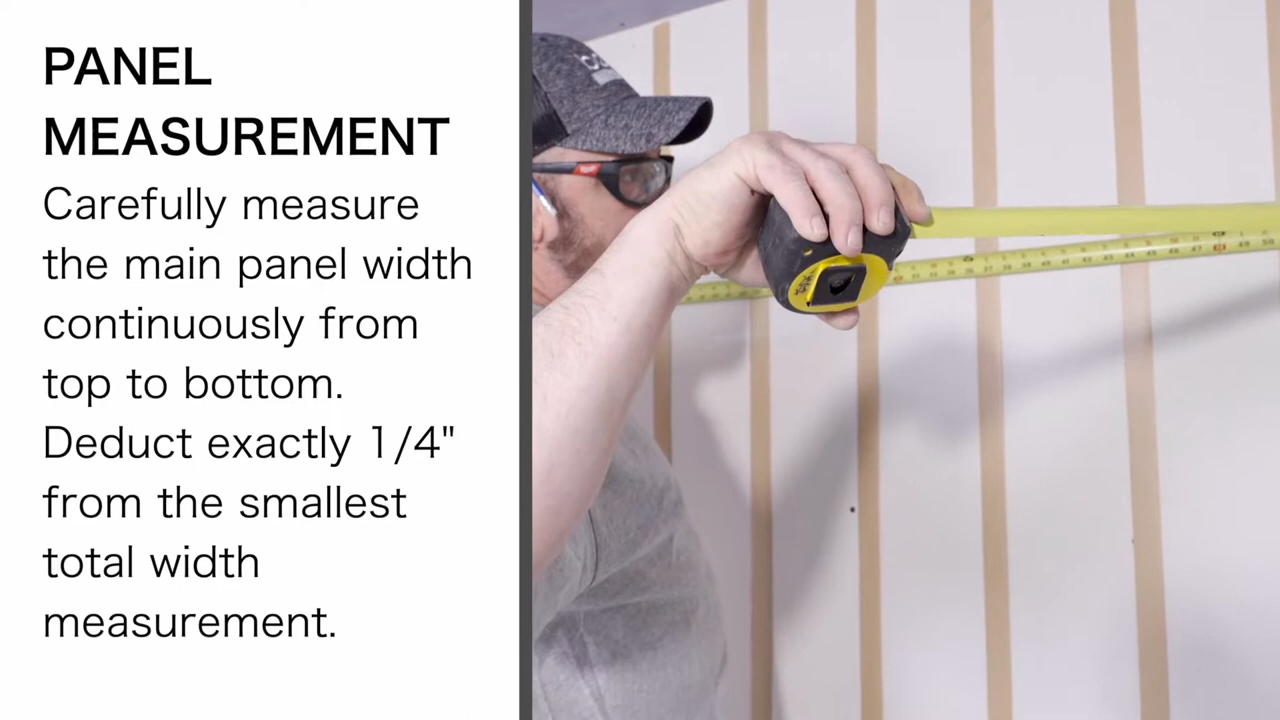 PANEL
MEASUREMENT
Carefully measure
the main panel width
continuously from
top to bottom.
Deduct exactly 1/4"
from the smallest
total width
measurement.